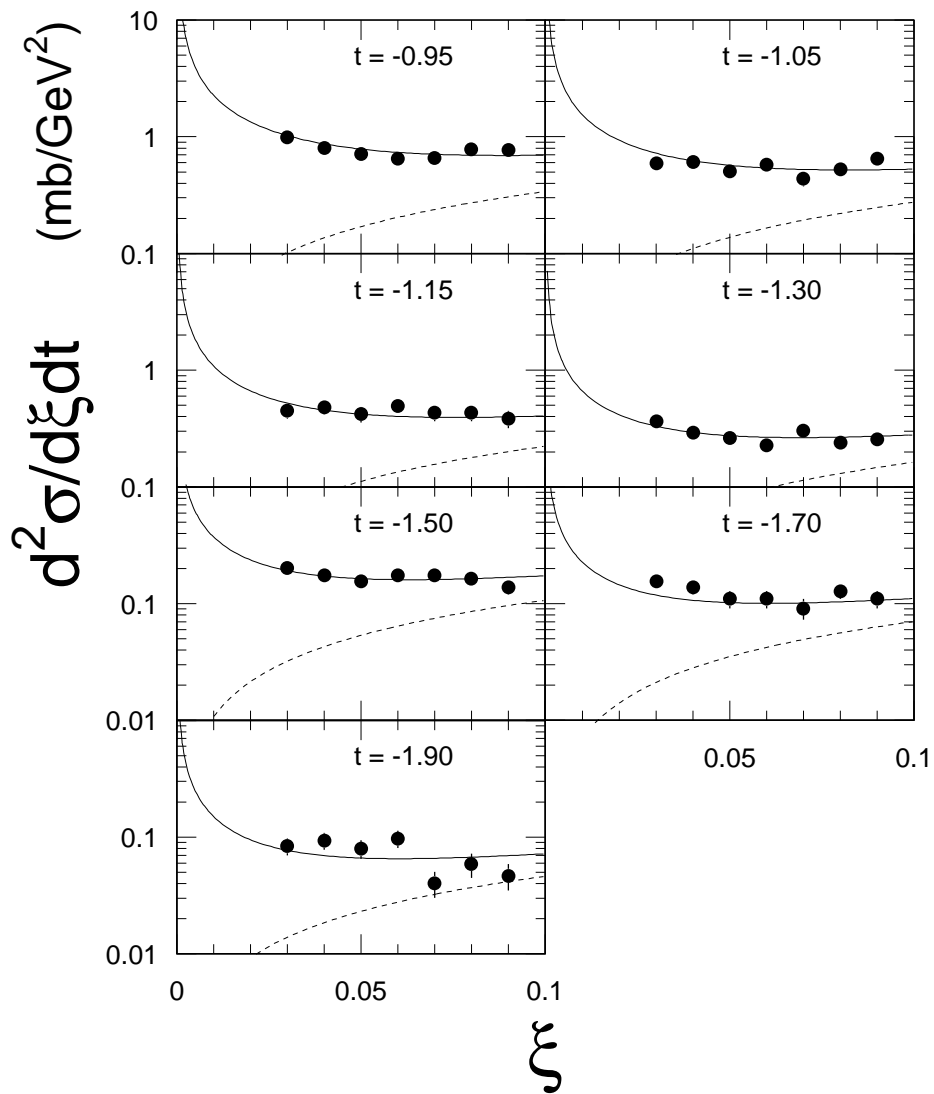 d²σ/dξdt (mb/GeV²)
10
1
0.1
t = -0.95
t = -1.05
1
0.1
t = -1.15
t = -1.30
0.1
0.01
t = -1.50
t = -1.70
0.05
0.1
0.1
0.01
t = -1.90
0
0.05
0.1
ξ